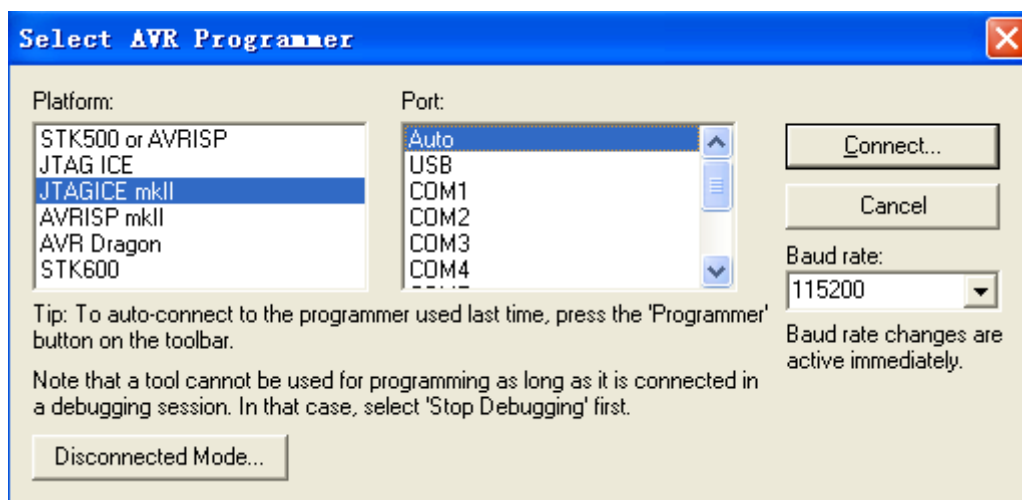 Select AVR Programmer
Platform:
STK500 or AVRISP
JTAG ICE
JTAGICE mkII
AVRISP mkII
AVR Dragon
STK600
Port:
Auto
USB
COM1
COM2
COM3
COM4
Connect...
Cancel
Baud rate:
115200
Baud rate changes are
active immediately.
Tip: To auto-connect to the programmer used last time, press the 'Programmer'
button on the toolbar.
Note that a tool cannot be used for programming as long as it is connected in
a debugging session. In that case, select 'Stop Debugging' first.
Disconnected Mode...